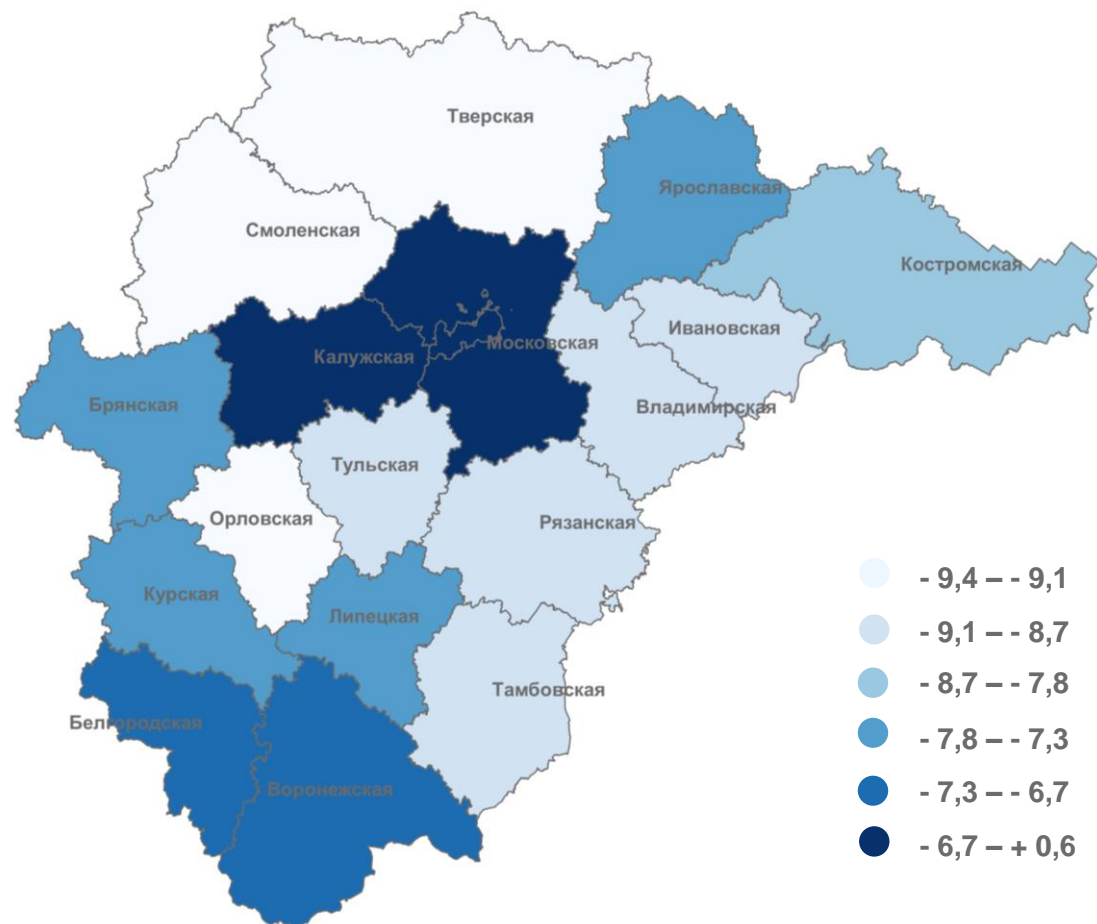 Тверская
Ярославская
Смоленская
Костромская
Ивановская
Московская
Калужская
Брянская
Владимирская
Тульская
Орловская
Рязанская
Курская
Липецкая
Тамбовская
Белгородская
Воронежская
- 9,4 – - 9,1
- 9,1 – - 8,7
- 8,7 – - 7,8
- 7,8 – - 7,3
- 7,3 – - 6,7
- 6,7 – + 0,6